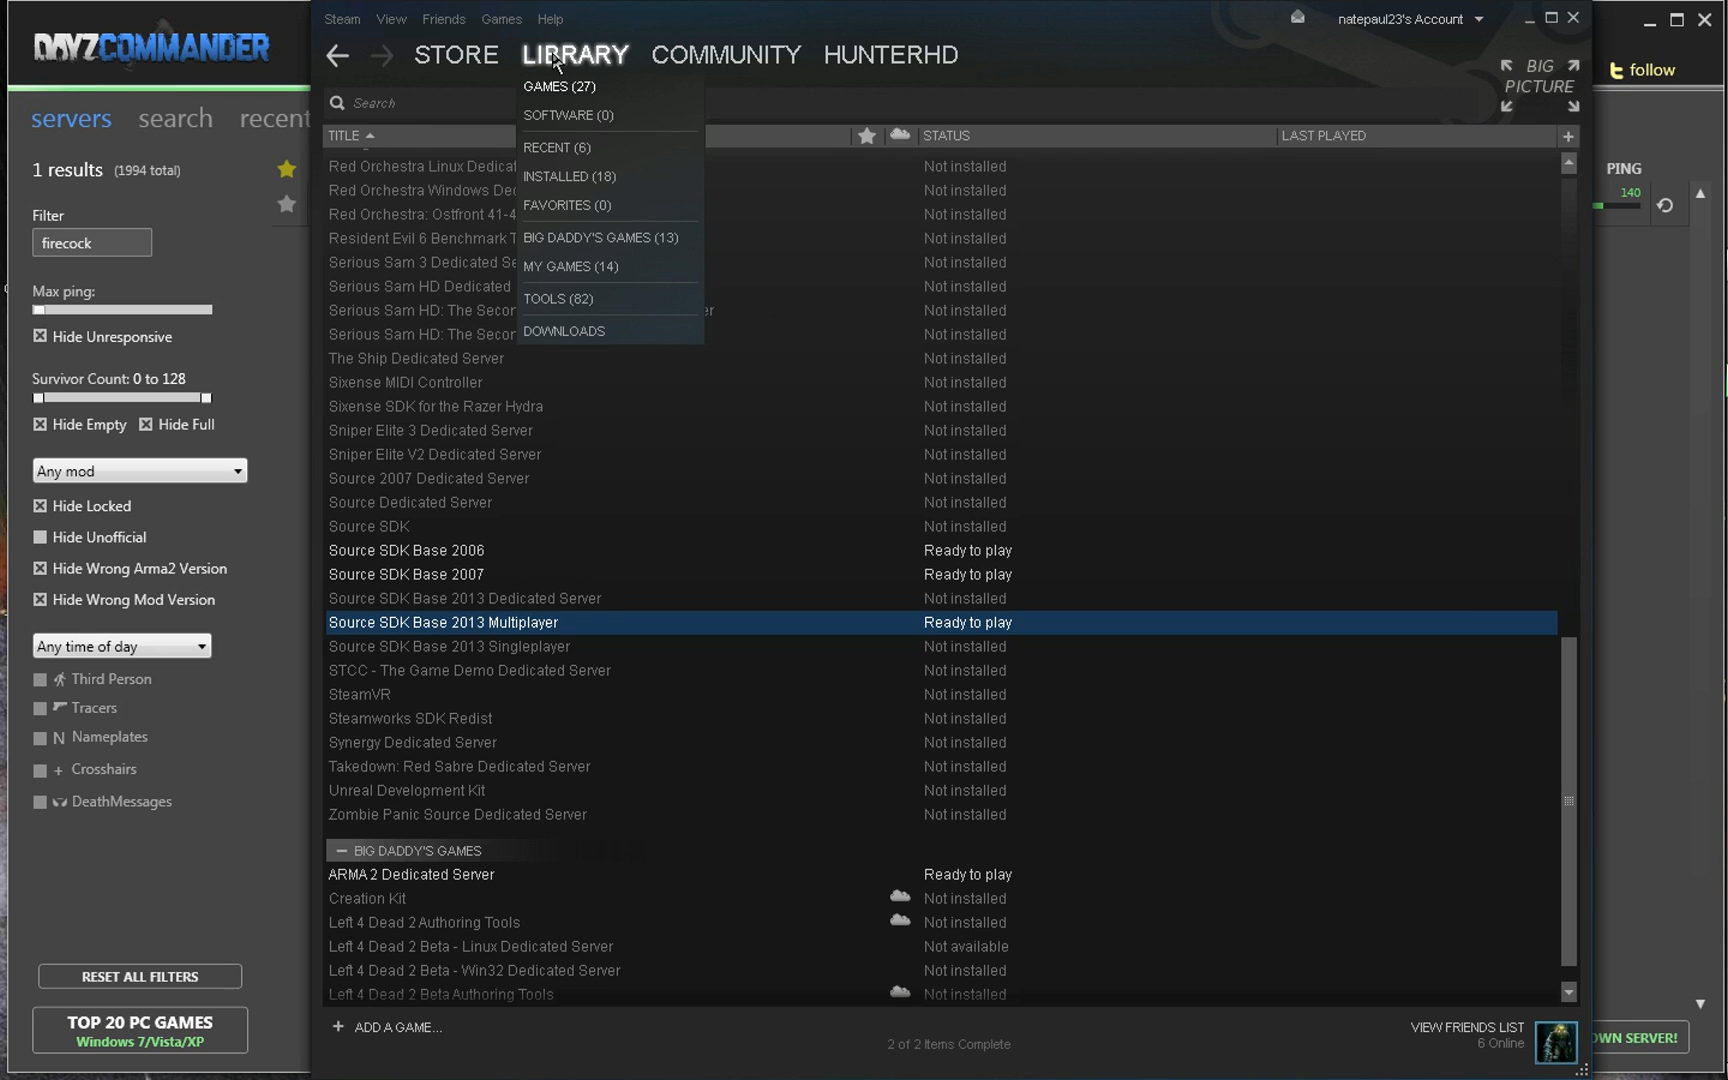 DAYZCOMMANDER
servers search recent
1 results (1994 total)
Filter
firecock
Max ping:
Hide Unresponsive
Survivor Count: 0 to 128
Hide Empty Hide Full
Any mod
Hide Locked
Hide Unofficial
Hide Wrong Arma2 Version
Hide Wrong Mod Version
Any time of day
Third Person
Tracers
N Nameplates
+ Crosshairs
DeathMessages
RESET ALL FILTERS
TOP 20 PC GAMES
Windows 7/Vista/XP
Steam View Friends Games Help
natepaul23's Account
STORE LIBRARY COMMUNITY HUNTERHD
BIG PICTURE
Search
GAMES (27)
SOFTWARE (0)
RECENT (6)
INSTALLED (18)
FAVORITES (0)
BIG DADDY'S GAMES (13)
MY GAMES (14)
TOOLS (82)
DOWNLOADS
TITLE STATUS LAST PLAYED +
Red Orchestra Linux Dedicat Not installed
Red Orchestra Windows Dec Not installed
Red Orchestra: Ostfront 41-4 Not installed
Resident Evil 6 Benchmark T Not installed
Serious Sam 3 Dedicated Se Not installed
Serious Sam HD Dedicated Not installed
Serious Sam HD: The Secor er Not installed
Serious Sam HD: The Secor Not installed
The Ship Dedicated Server Not installed
Sixense MIDI Controller Not installed
Sixense SDK for the Razer Hydra Not installed
Sniper Elite 3 Dedicated Server Not installed
Sniper Elite V2 Dedicated Server Not installed
Source 2007 Dedicated Server Not installed
Source Dedicated Server Not installed
Source SDK Not installed
Source SDK Base 2006 Ready to play
Source SDK Base 2007 Ready to play
Source SDK Base 2013 Dedicated Server Not installed
Source SDK Base 2013 Multiplayer Ready to play
Source SDK Base 2013 Singleplayer Not installed
STCC - The Game Demo Dedicated Server Not installed
SteamVR Not installed
Steamworks SDK Redist Not installed
Synergy Dedicated Server Not installed
Takedown: Red Sabre Dedicated Server Not installed
Unreal Development Kit Not installed
Zombie Panic Source Dedicated Server Not installed
− BIG DADDY'S GAMES
ARMA 2 Dedicated Server Ready to play
Creation Kit Not installed
Left 4 Dead 2 Authoring Tools Not installed
Left 4 Dead 2 Beta - Linux Dedicated Server Not available
Left 4 Dead 2 Beta - Win32 Dedicated Server Not installed
Left 4 Dead 2 Beta Authoring Tools Not installed
+ ADD A GAME...
2 of 2 Items Complete
VIEW FRIENDS LIST
6 Online
follow
PING
140
OWN SERVER!